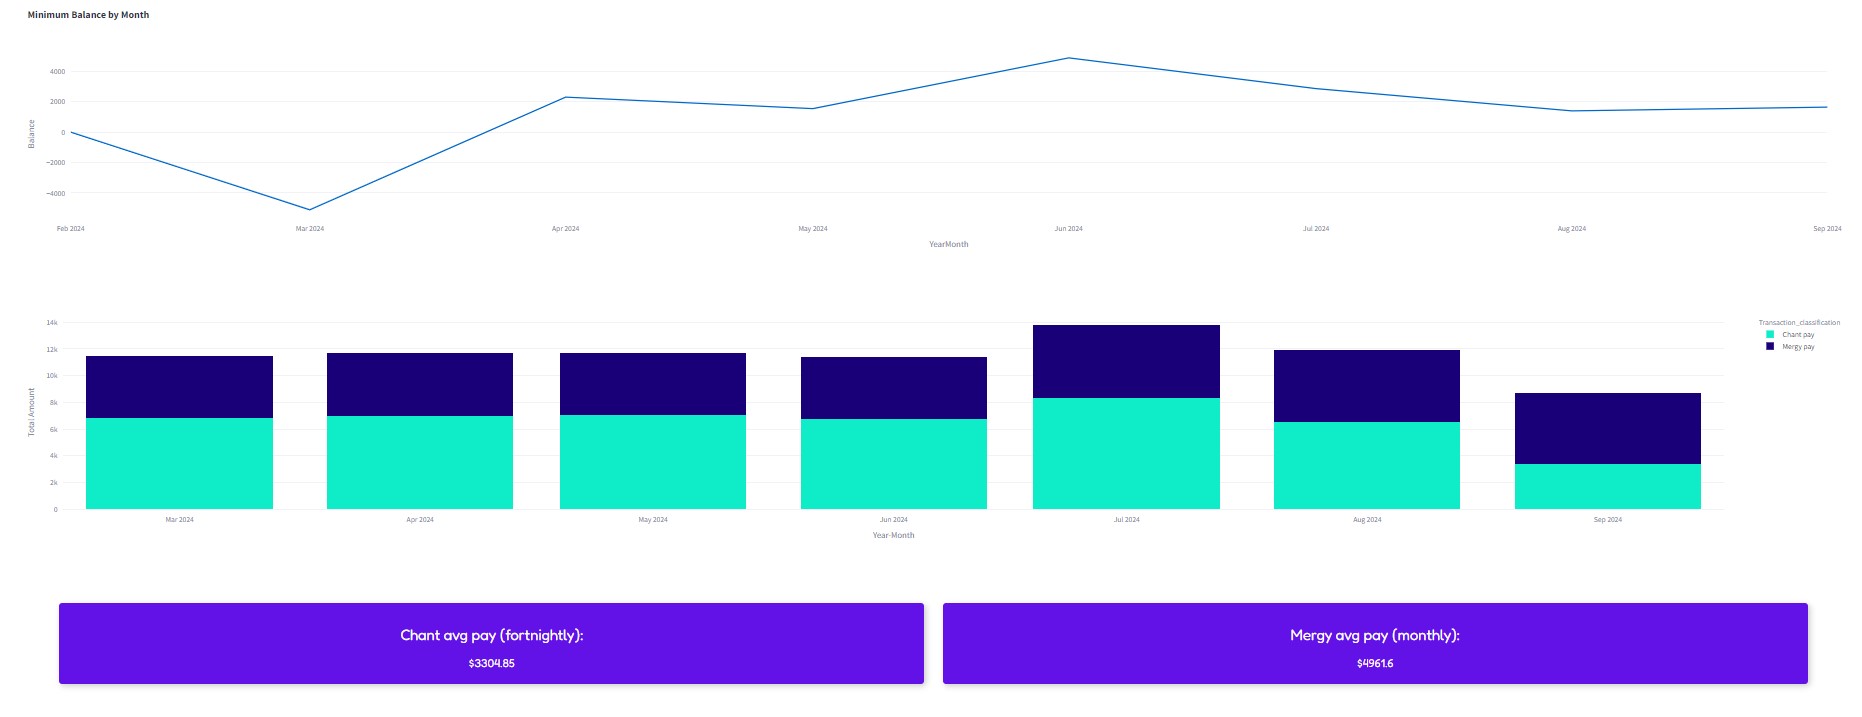 Minimum Balance by Month
4000
2000
0
−2000
−4000
Balance
Feb 2024 Mar 2024 Apr 2024 May 2024 Jun 2024 Jul 2024 Aug 2024 Sep 2024
YearMonth
14k
12k
10k
8k
6k
4k
2k
0
Total Amount
Mar 2024 Apr 2024 May 2024 Jun 2024 Jul 2024 Aug 2024 Sep 2024
Year-Month
Transaction_classification
Chant pay
Mergy pay
Chant avg pay (fortnightly):
$3304.85
Mergy avg pay (monthly):
$4961.6